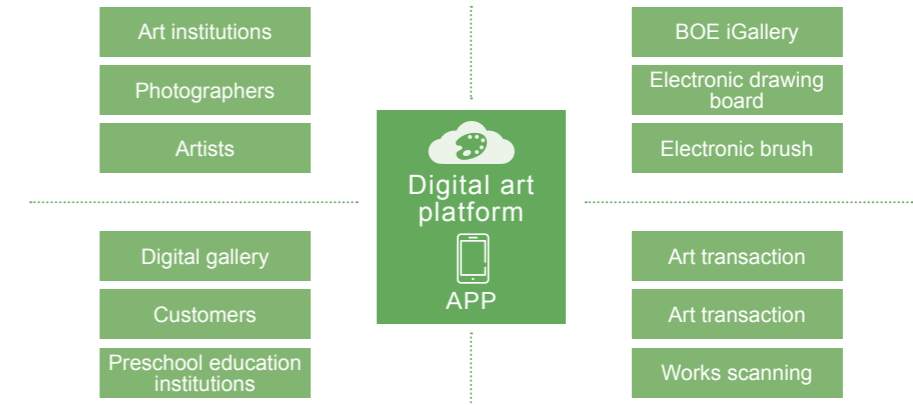 Art institutions
Photographers
Artists
BOE iGallery
Electronic drawing
board
Electronic brush
Digital art
platform
APP
Digital gallery
Customers
Preschool education
institutions
Art transaction
Art transaction
Works scanning